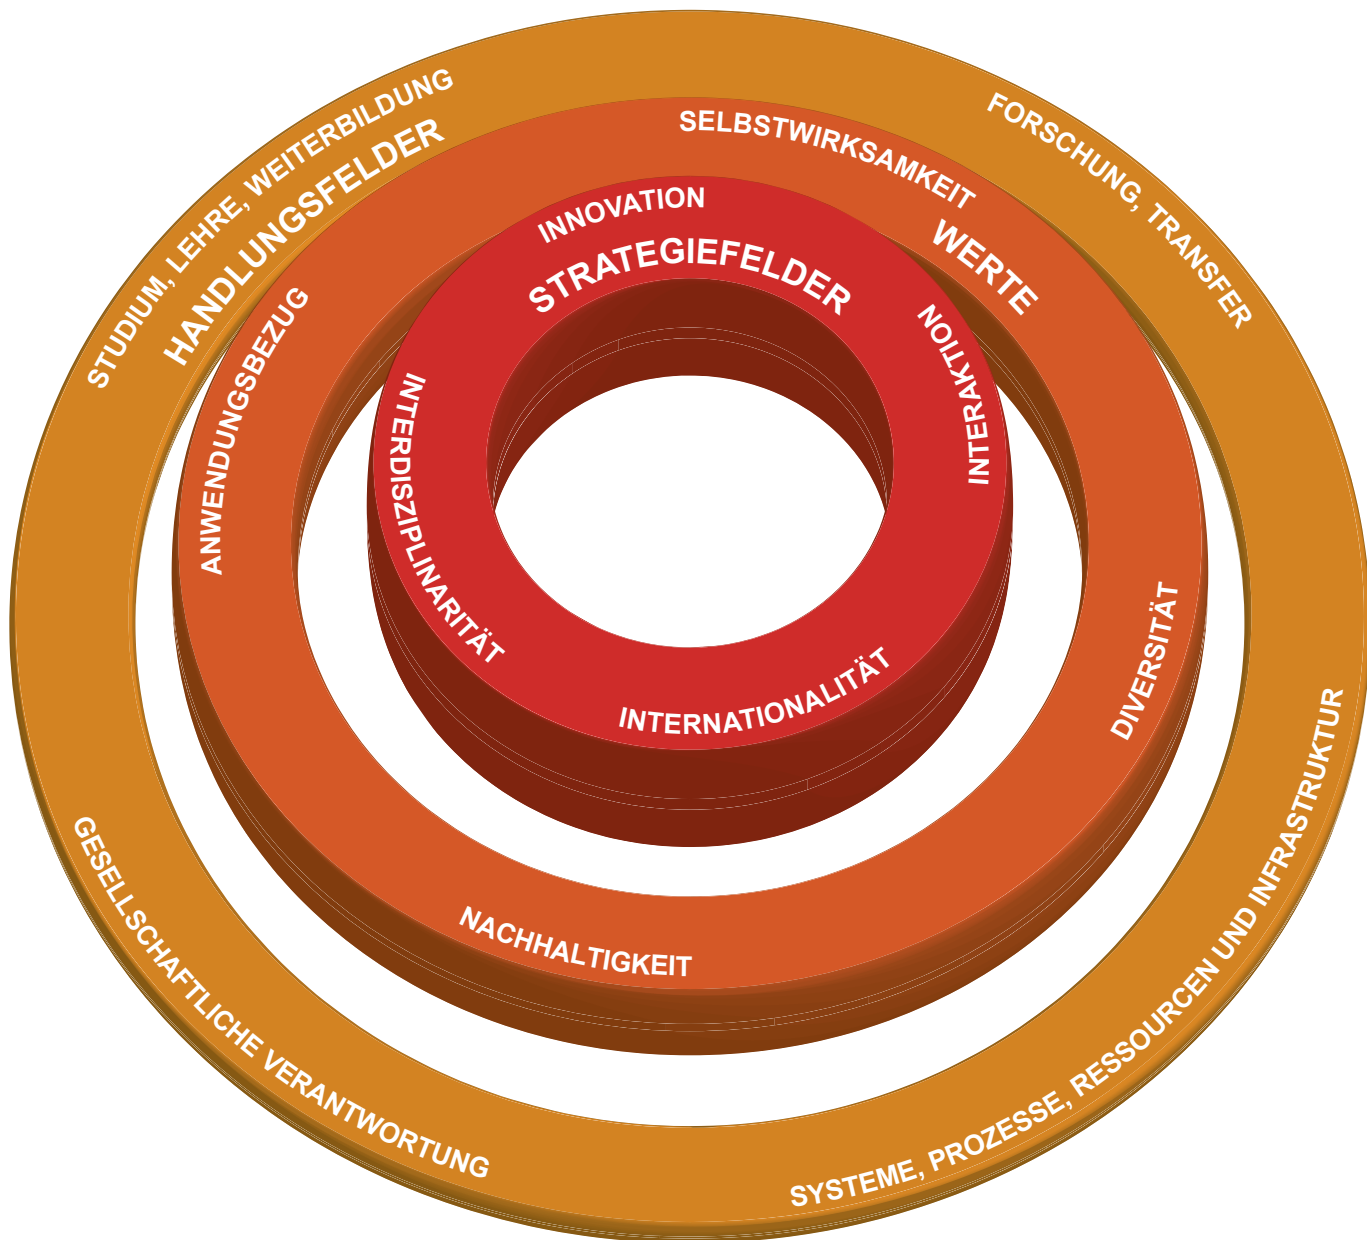 STUDIUM, LEHRE, WEITERBILDUNG
HANDLUNGSFELDER
FORSCHUNG, TRANSFER
SYSTEME, PROZESSE, RESSOURCEN UND INFRASTRUKTUR
GESELLSCHAFTLICHE VERANTWORTUNG
SELBSTWIRKSAMKEIT
WERTE
DIVERSITÄT
NACHHALTIGKEIT
ANWENDUNGSBEZUG
INNOVATION
STRATEGIEFELDER
INTERAKTION
INTERNATIONALITÄT
INTERDISZIPLINARITÄT